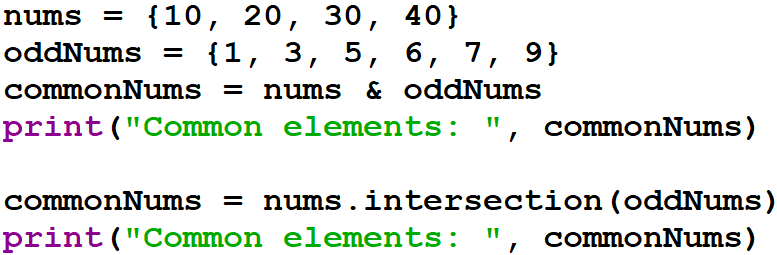 nums = {10, 20, 30, 40}
oddNums = {1, 3, 5, 6, 7, 9}
commonNums = nums & oddNums
print("Common elements: ", commonNums)
commonNums = nums.intersection(oddNums)
print("Common elements: ", commonNums)